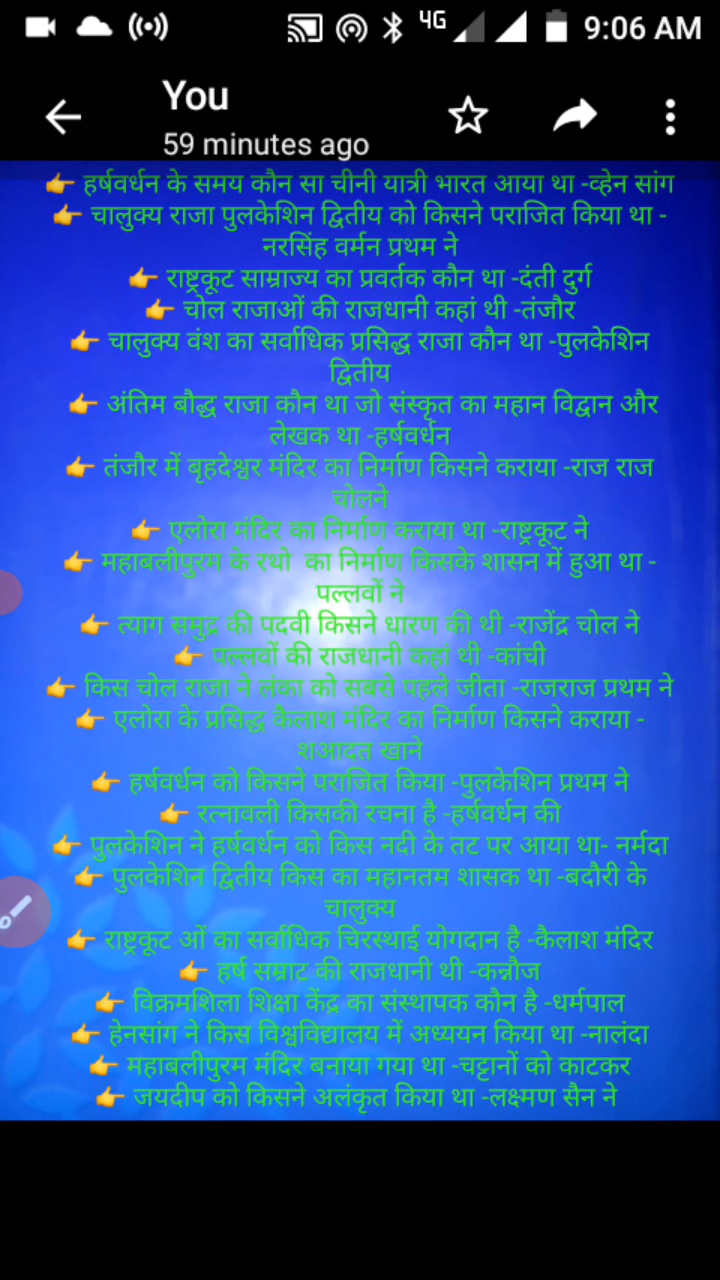 4G 9:06 AM
You
59 minutes ago
👉 हर्षवर्धन के समय कौन सा चीनी यात्री भारत आया था -व्हेन सांग
👉 चालुक्य राजा पुलकेशिन द्वितीय को किसने पराजित किया था -
नरसिंह वर्मन प्रथम ने
👉 राष्ट्रकूट साम्राज्य का प्रवर्तक कौन था -दंती दुर्ग
👉 चोल राजाओं की राजधानी कहां थी -तंजौर
👉 चालुक्य वंश का सर्वाधिक प्रसिद्ध राजा कौन था -पुलकेशिन
द्वितीय
👉 अंतिम बौद्ध राजा कौन था जो संस्कृत का महान विद्वान और
लेखक था -हर्षवर्धन
👉 तंजौर में बृहदेश्वर मंदिर का निर्माण किसने कराया -राज राज
चोलने
👉 एलोरा मंदिर का निर्माण कराया था -राष्ट्रकूट ने
👉 महाबलीपुरम के रथो का निर्माण किसके शासन में हुआ था -
पल्लवों ने
👉 त्याग समुद्र की पदवी किसने धारण की थी -राजेंद्र चोल ने
👉 पल्लवों की राजधानी कहां थी -कांची
👉 किस चोल राजा ने लंका को सबसे पहले जीता -राजराज प्रथम ने
👉 एलोरा के प्रसिद्ध कैलाश मंदिर का निर्माण किसने कराया -
शआदत खाने
👉 हर्षवर्धन को किसने पराजित किया -पुलकेशिन प्रथम ने
👉 रत्नावली किसकी रचना है -हर्षवर्धन की
👉 पुलकेशिन ने हर्षवर्धन को किस नदी के तट पर आया था- नर्मदा
👉 पुलकेशिन द्वितीय किस का महानतम शासक था -बदौरी के
चालुक्य
👉 राष्ट्रकूट ओं का सर्वाधिक चिरस्थाई योगदान है -कैलाश मंदिर
👉 हर्ष सम्राट की राजधानी थी -कन्नौज
👉 विक्रमशिला शिक्षा केंद्र का संस्थापक कौन है -धर्मपाल
👉 हेनसांग ने किस विश्वविद्यालय में अध्ययन किया था -नालंदा
👉 महाबलीपुरम मंदिर बनाया गया था -चट्टानों को काटकर
👉 जयदीप को किसने अलंकृत किया था -लक्ष्मण सैन ने